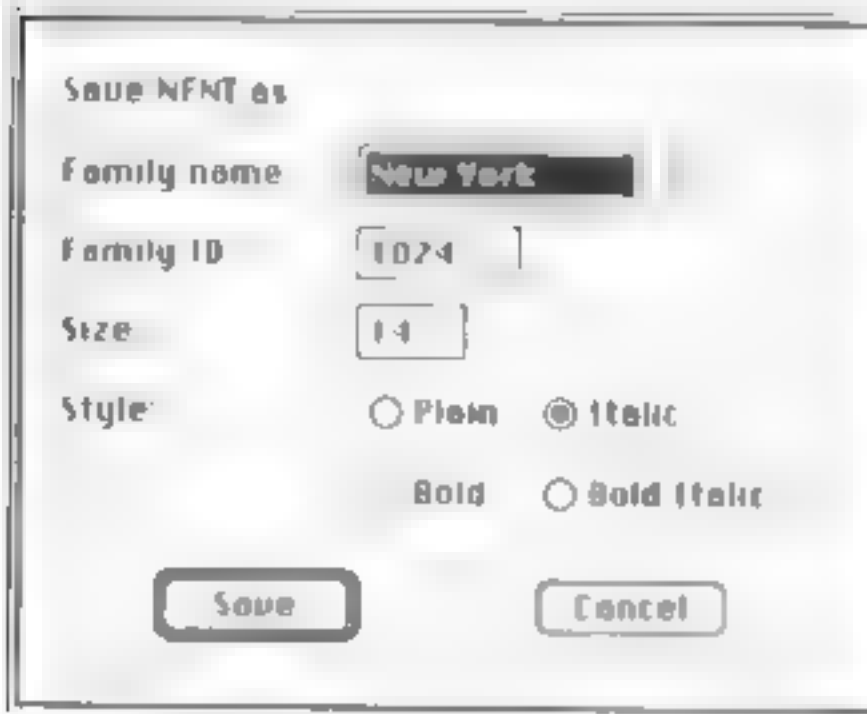 Save NFNT as
Family name New York
Family ID 1024
Size 14
Style Plain Italic
Bold Bold Italic
Save Cancel